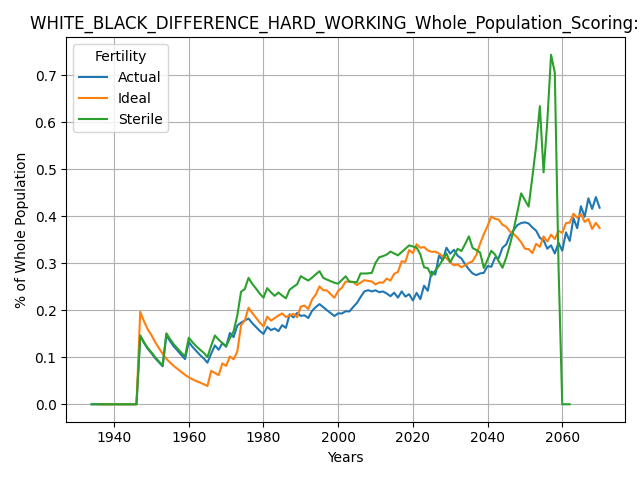 WHITE_BLACK_DIFFERENCE_HARD_WORKING_Whole_Population_Scoring:
Fertility
Actual
Ideal
Sterile
% of Whole Population
0.7
0.6
0.5
0.4
0.3
0.2
0.1
0.0
1940 1960 1980 2000 2020 2040 2060
Years